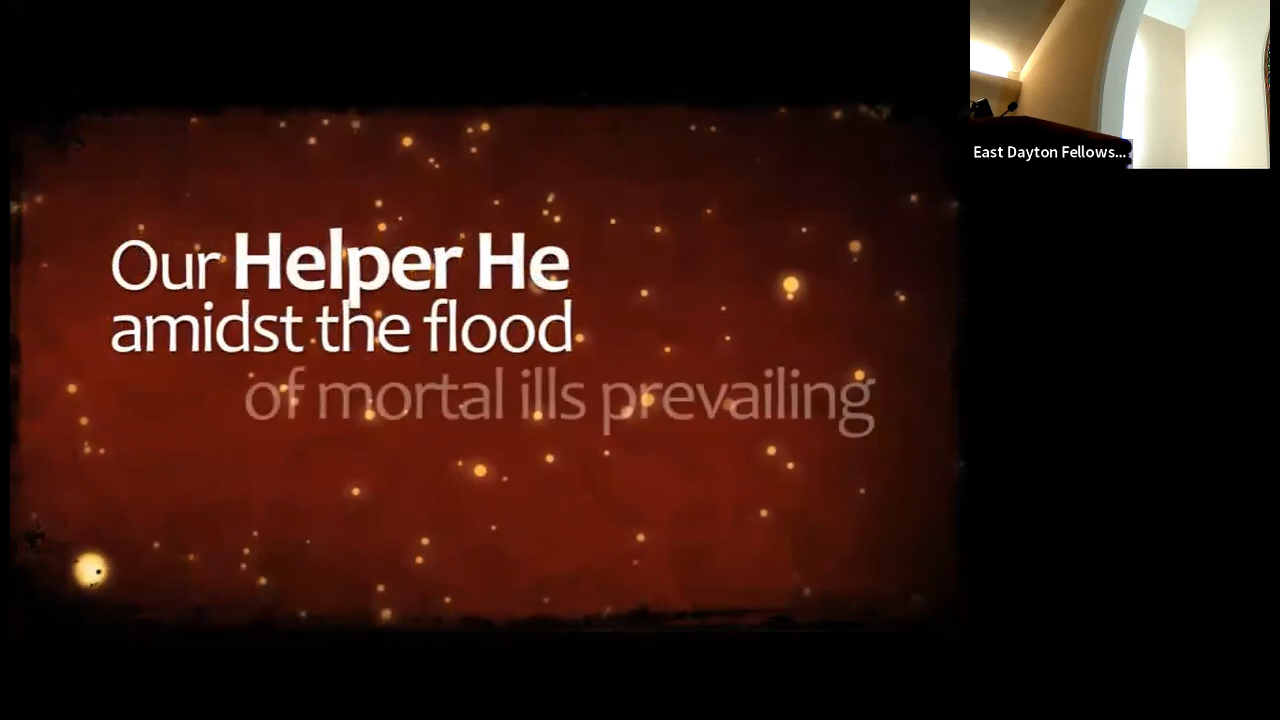 Our Helper He
amidst the flood
of mortal ills prevailing
East Dayton Fellows...